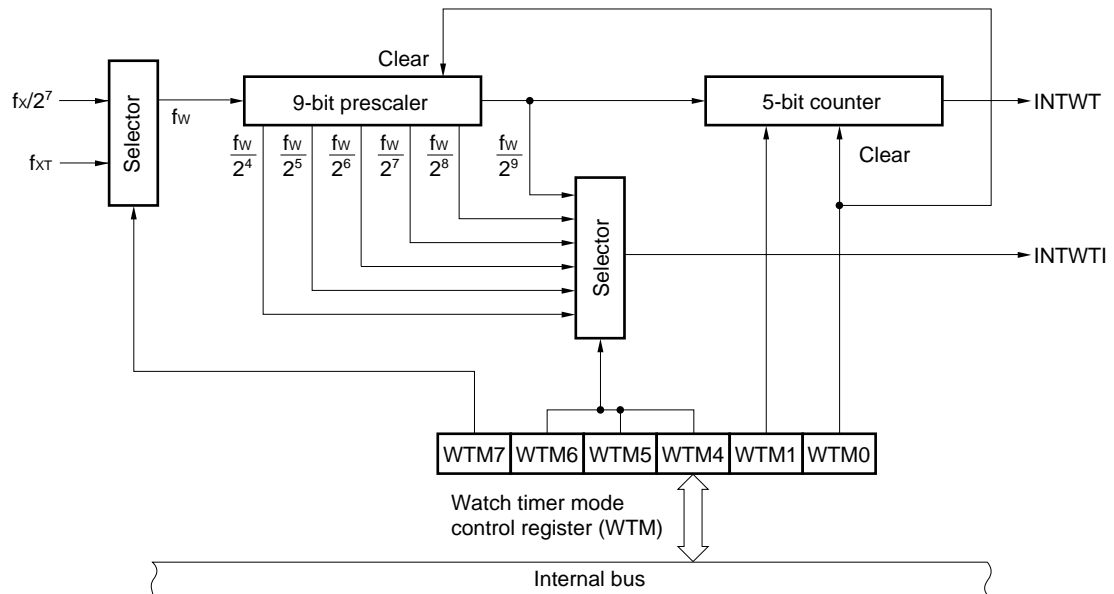 Clear
fX/2⁷
Selector
fW
9-bit prescaler
5-bit counter
INTWT
fXT
fW/2⁴
fW/2⁵
fW/2⁶
fW/2⁷
fW/2⁸
fW/2⁹
Clear
Selector
INTWTI
WTM7 WTM6 WTM5 WTM4 WTM1 WTM0
Watch timer mode
control register (WTM)
Internal bus